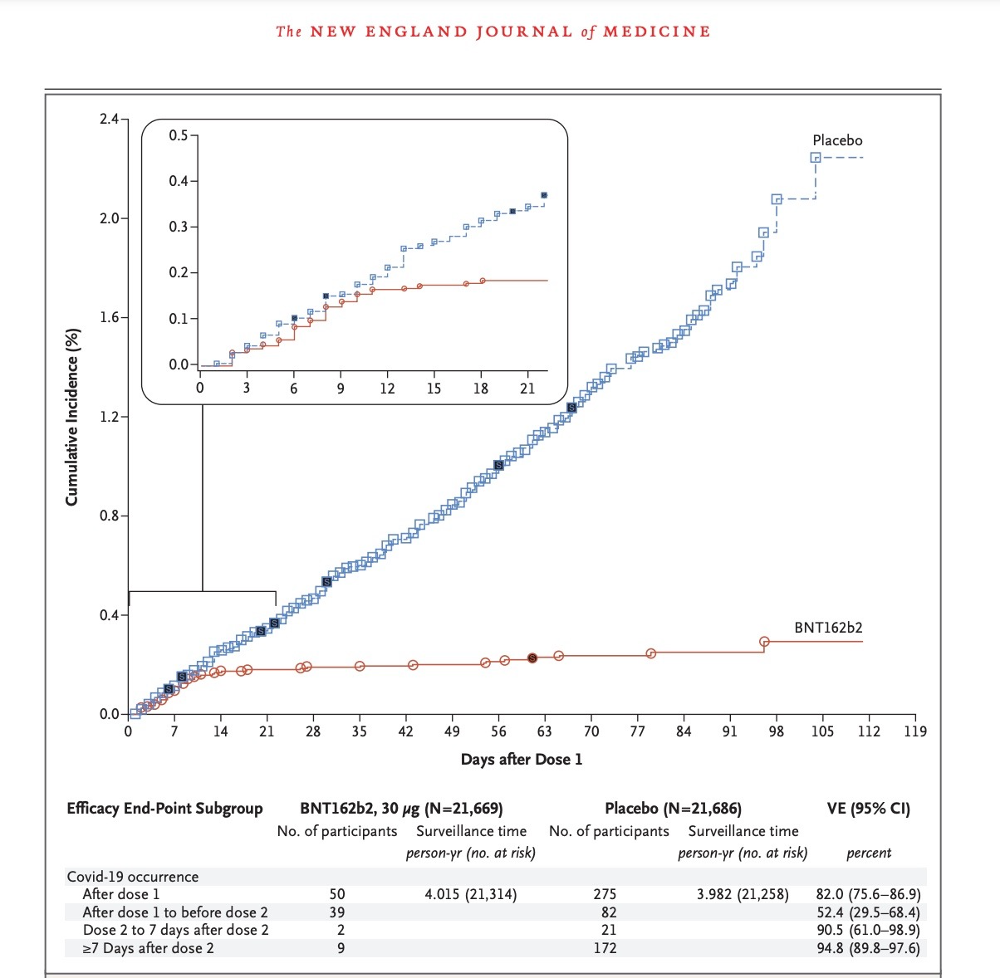 The NEW ENGLAND JOURNAL of MEDICINE
2.4
2.0
1.6
1.2
0.8
0.4
0.0
Cumulative Incidence (%)
0.5
0.4
0.3
0.2
0.1
0.0
0 3 6 9 12 15 18 21
Placebo
BNT162b2
S S S S S S S S
0 7 14 21 28 35 42 49 56 63 70 77 84 91 98 105 112 119
Days after Dose 1
Efficacy End-Point Subgroup BNT162b2, 30 μg (N=21,669) Placebo (N=21,686) VE (95% CI)
No. of participants Surveillance time No. of participants Surveillance time
person-yr (no. at risk) person-yr (no. at risk) percent
Covid-19 occurrence
After dose 1 50 4.015 (21,314) 275 3.982 (21,258) 82.0 (75.6–86.9)
After dose 1 to before dose 2 39 82 52.4 (29.5–68.4)
Dose 2 to 7 days after dose 2 2 21 90.5 (61.0–98.9)
≥7 Days after dose 2 9 172 94.8 (89.8–97.6)